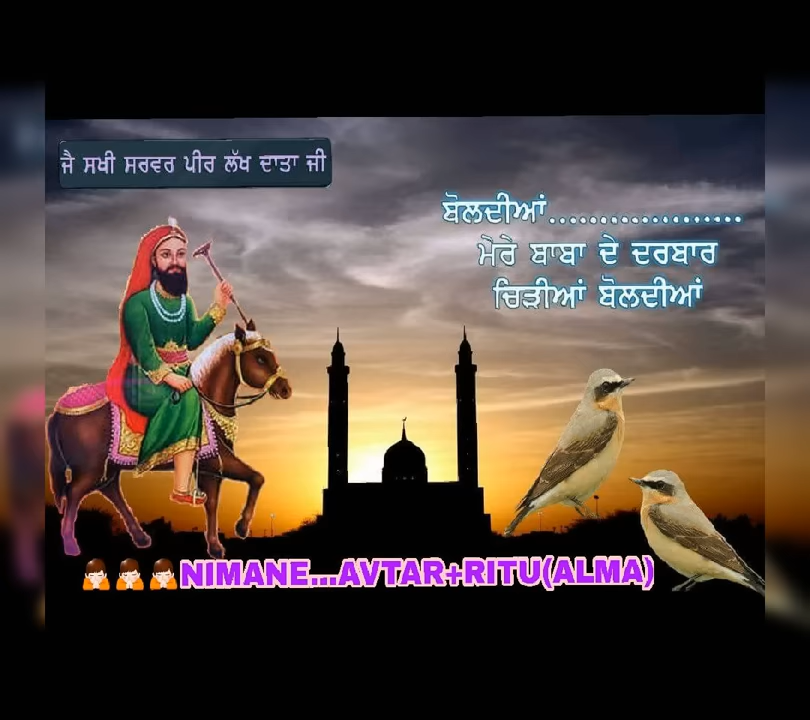 ਜੈ ਸਖੀ ਸਰਵਰ ਪੀਰ ਲੱਖ ਦਾਤਾ ਜੀ
ਬੋਲਦੀਆਂ...................
ਮੇਰੇ ਬਾਬਾ ਦੇ ਦਰਬਾਰ
ਚਿੜੀਆਂ ਬੋਲਦੀਆਂ
🙏🙏🙏NIMANE...AVTAR+RITU(ALMA)